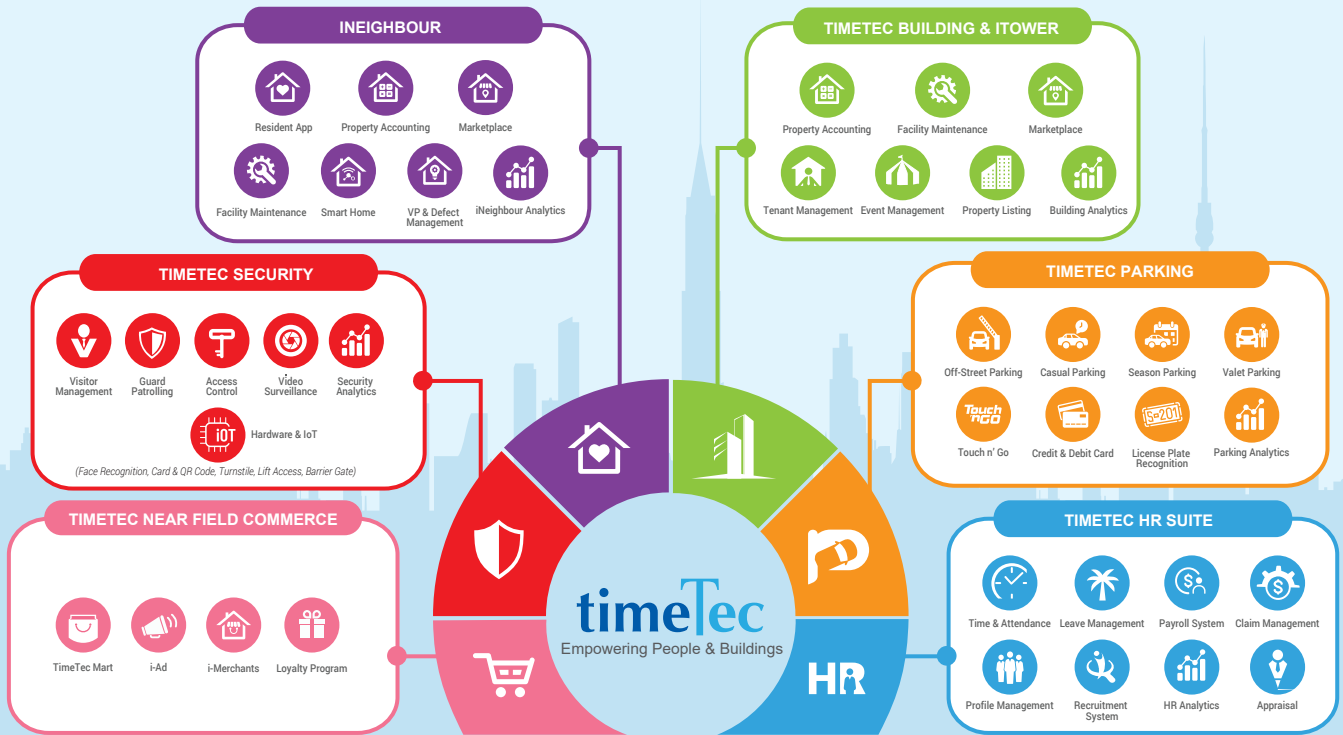 INEIGHBOUR
Resident App
Property Accounting
Marketplace
Facility Maintenance
Smart Home
VP & Defect
Management
iNeighbour Analytics
TIMETEC BUILDING & ITOWER
Property Accounting
Facility Maintenance
Marketplace
Tenant Management
Event Management
Property Listing
Building Analytics
TIMETEC SECURITY
Visitor
Management
Guard
Patrolling
Access
Control
Video
Surveillance
Security
Analytics
iOT
Hardware & IoT
(Face Recognition, Card & QR Code, Turnstile, Lift Access, Barrier Gate)
TIMETEC PARKING
Off-Street Parking
Casual Parking
Season Parking
Valet Parking
Touch
'nGO
Touch n' Go
Credit & Debit Card
S-201
License Plate
Recognition
Parking Analytics
TIMETEC NEAR FIELD COMMERCE
TimeTec Mart
i-Ad
i-Merchants
Loyalty Program
timeTec
Empowering People & Buildings
P
HR
TIMETEC HR SUITE
Time & Attendance
Leave Management
$
Payroll System
$
Claim Management
Profile Management
Recruitment
System
HR Analytics
Appraisal